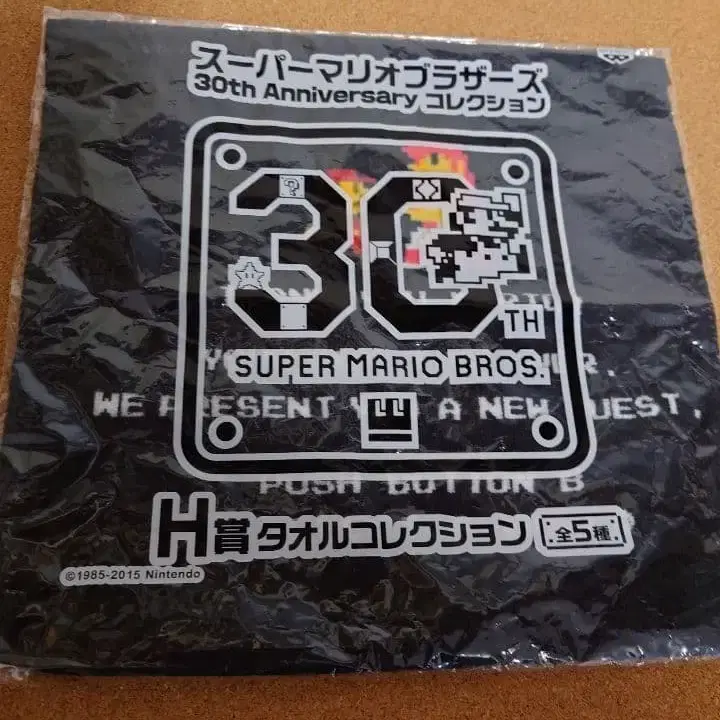 スーパーマリオブラザーズ
30th Anniversary コレクション
?
30
TH
SUPER MARIO BROS.
WE PRESENT A NEW QUEST.
PUSH BUTTON B
H賞 タオルコレクション 全5種
©1985-2015 Nintendo